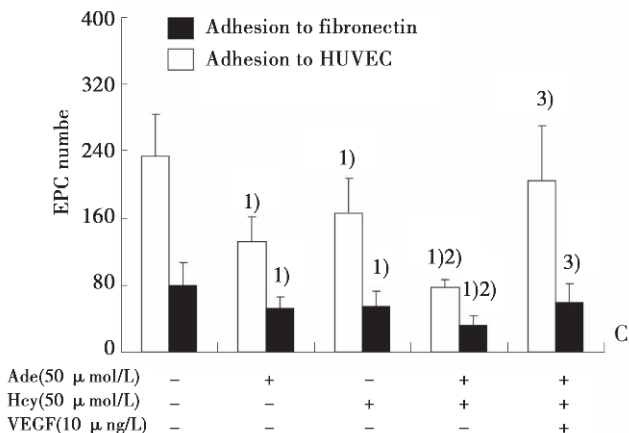 400
320
240
160
80
0
EPC numbe
Adhesion to fibronectin
Adhesion to HUVEC
1)
1)
1)
1)
1)2)
1)2)
3)
3)
C
Ade(50 μ mol/L) − + − + +
Hcy(50 μ mol/L) − − + + +
VEGF(10 μ ng/L) − − − − +